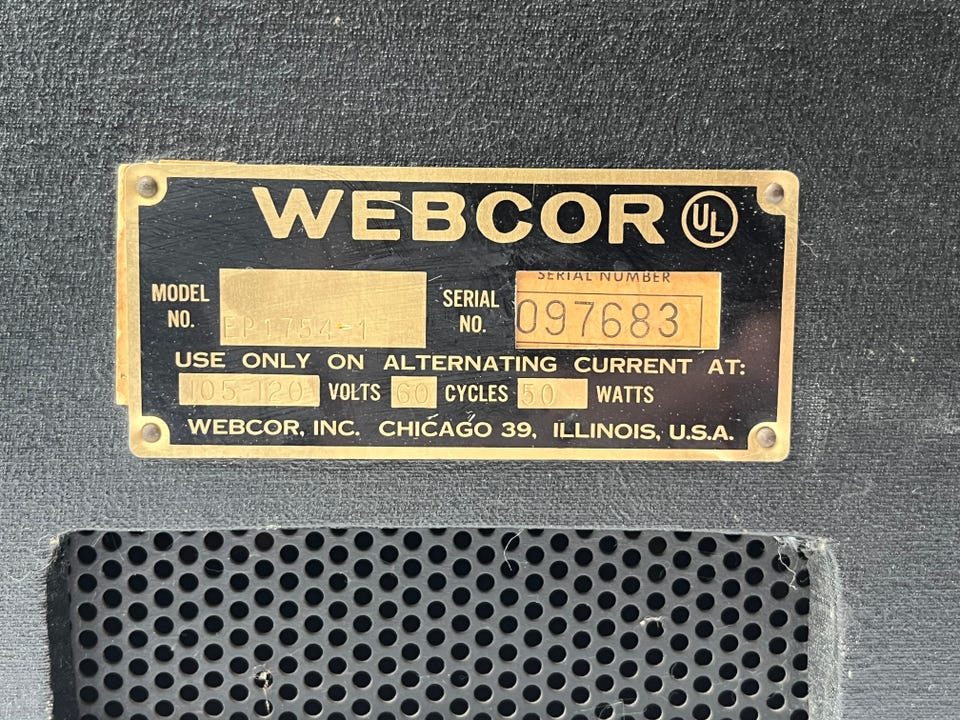 WEBCOR UL
MODEL NO. EP1754-1 SERIAL NO. SERIAL NUMBER 097683
USE ONLY ON ALTERNATING CURRENT AT:
105-120 VOLTS 60 CYCLES 50 WATTS
WEBCOR, INC. CHICAGO 39, ILLINOIS, U.S.A.